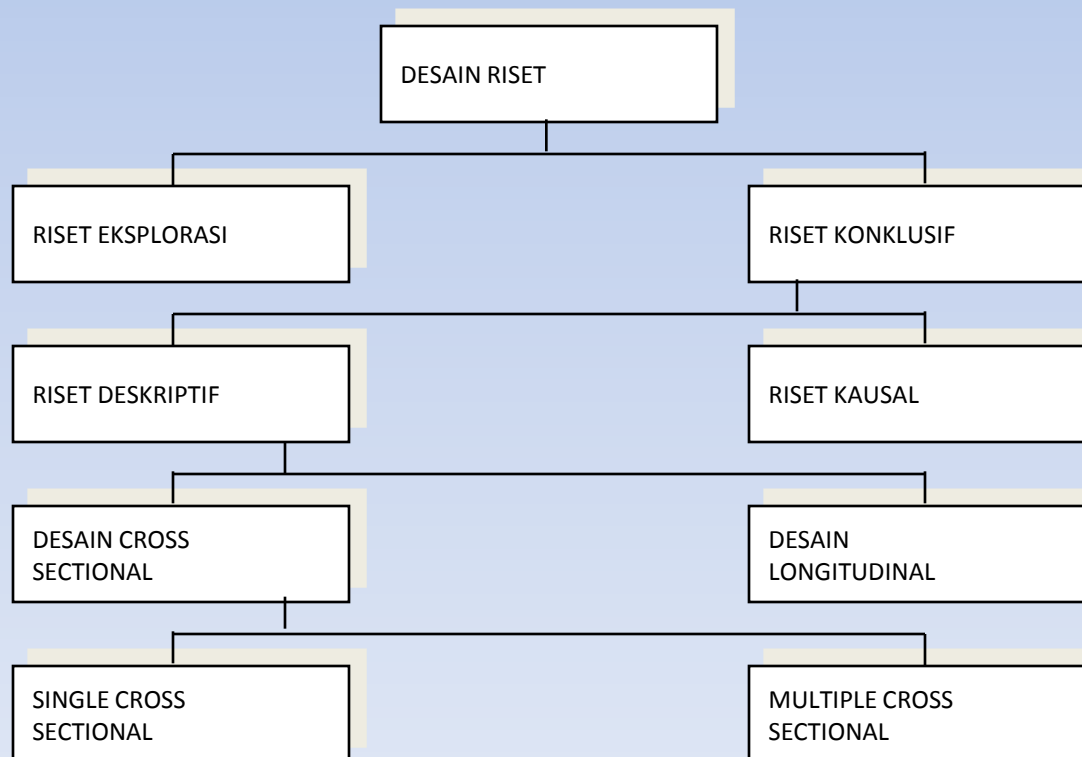 DESAIN RISET
RISET EKSPLORASI
RISET KONKLUSIF
RISET DESKRIPTIF
RISET KAUSAL
DESAIN CROSS
SECTIONAL
DESAIN
LONGITUDINAL
SINGLE CROSS
SECTIONAL
MULTIPLE CROSS
SECTIONAL